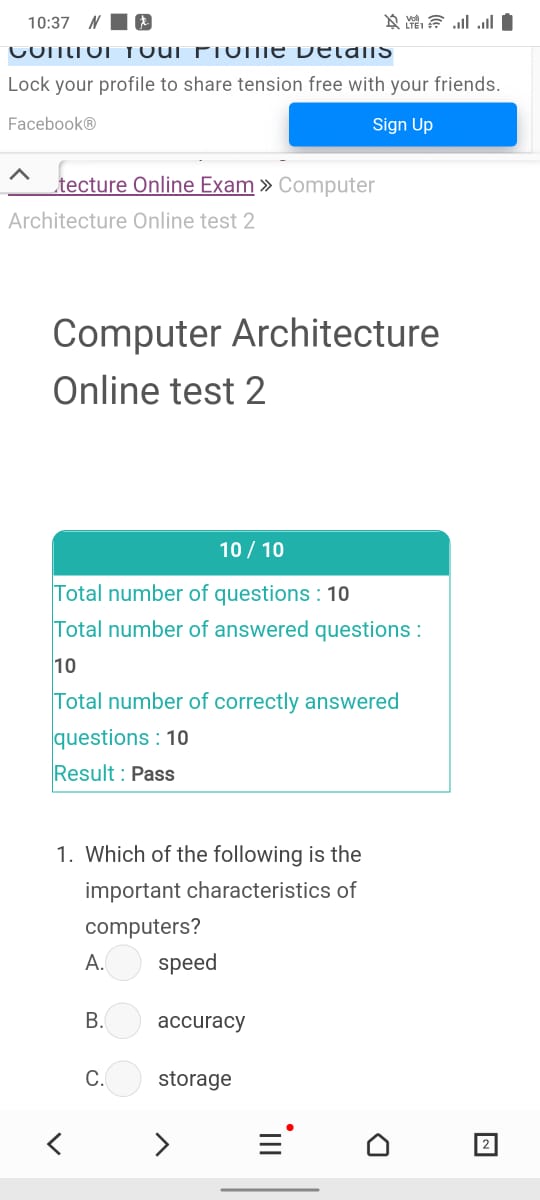 10:37
Control Your Profile Details
Lock your profile to share tension free with your friends.
Facebook®
Sign Up
tecture Online Exam » Computer
Architecture Online test 2
Computer Architecture
Online test 2
10 / 10
Total number of questions : 10
Total number of answered questions :
10
Total number of correctly answered
questions : 10
Result : Pass
1. Which of the following is the
important characteristics of
computers?
A. speed
B. accuracy
C. storage
2